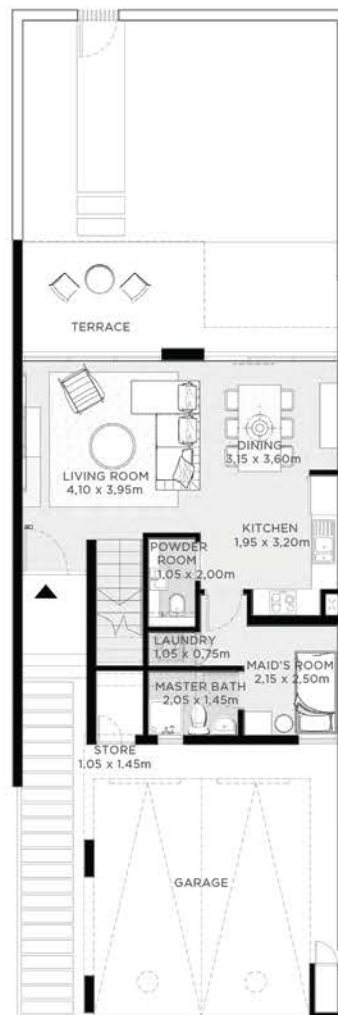 TERRACE
DINING
3,15 x 3,60m
LIVING ROOM
4,10 x 3,95m
KITCHEN
1,95 x 3,20m
POWDER
ROOM
1,05 x 2,00m
LAUNDRY
1,05 x 0,75m
MAID'S ROOM
2,15 x 2,50m
MASTER BATH
2,05 x 1,45m
STORE
1,05 x 1,45m
GARAGE